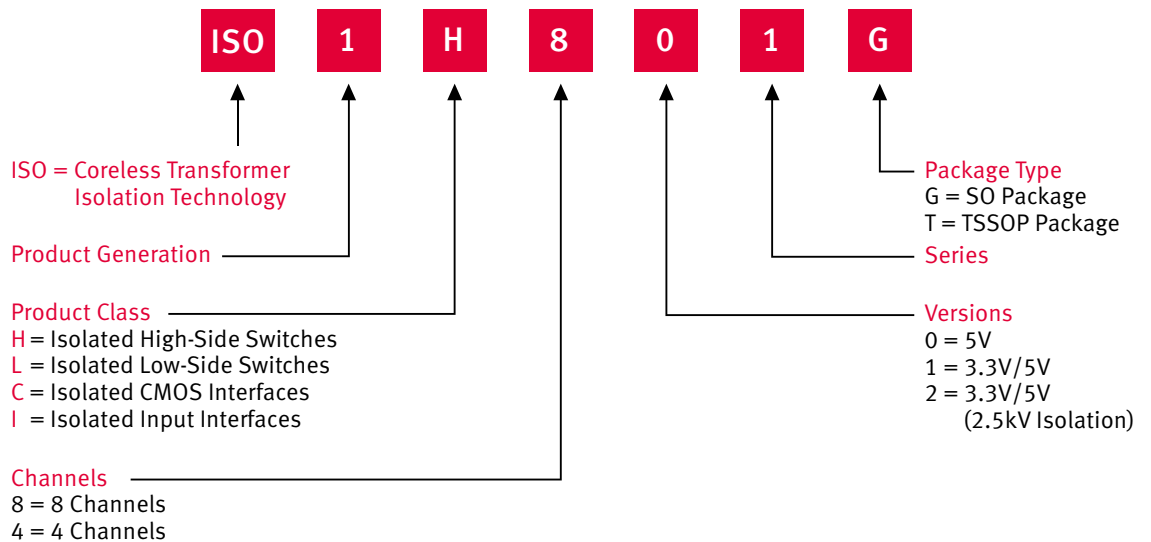 ISO 1 H 8 0 1 G
ISO = Coreless Transformer
Isolation Technology
Product Generation
Product Class
H = Isolated High-Side Switches
L = Isolated Low-Side Switches
C = Isolated CMOS Interfaces
I = Isolated Input Interfaces
Channels
8 = 8 Channels
4 = 4 Channels
Package Type
G = SO Package
T = TSSOP Package
Series
Versions
0 = 5V
1 = 3.3V/5V
2 = 3.3V/5V
(2.5kV Isolation)